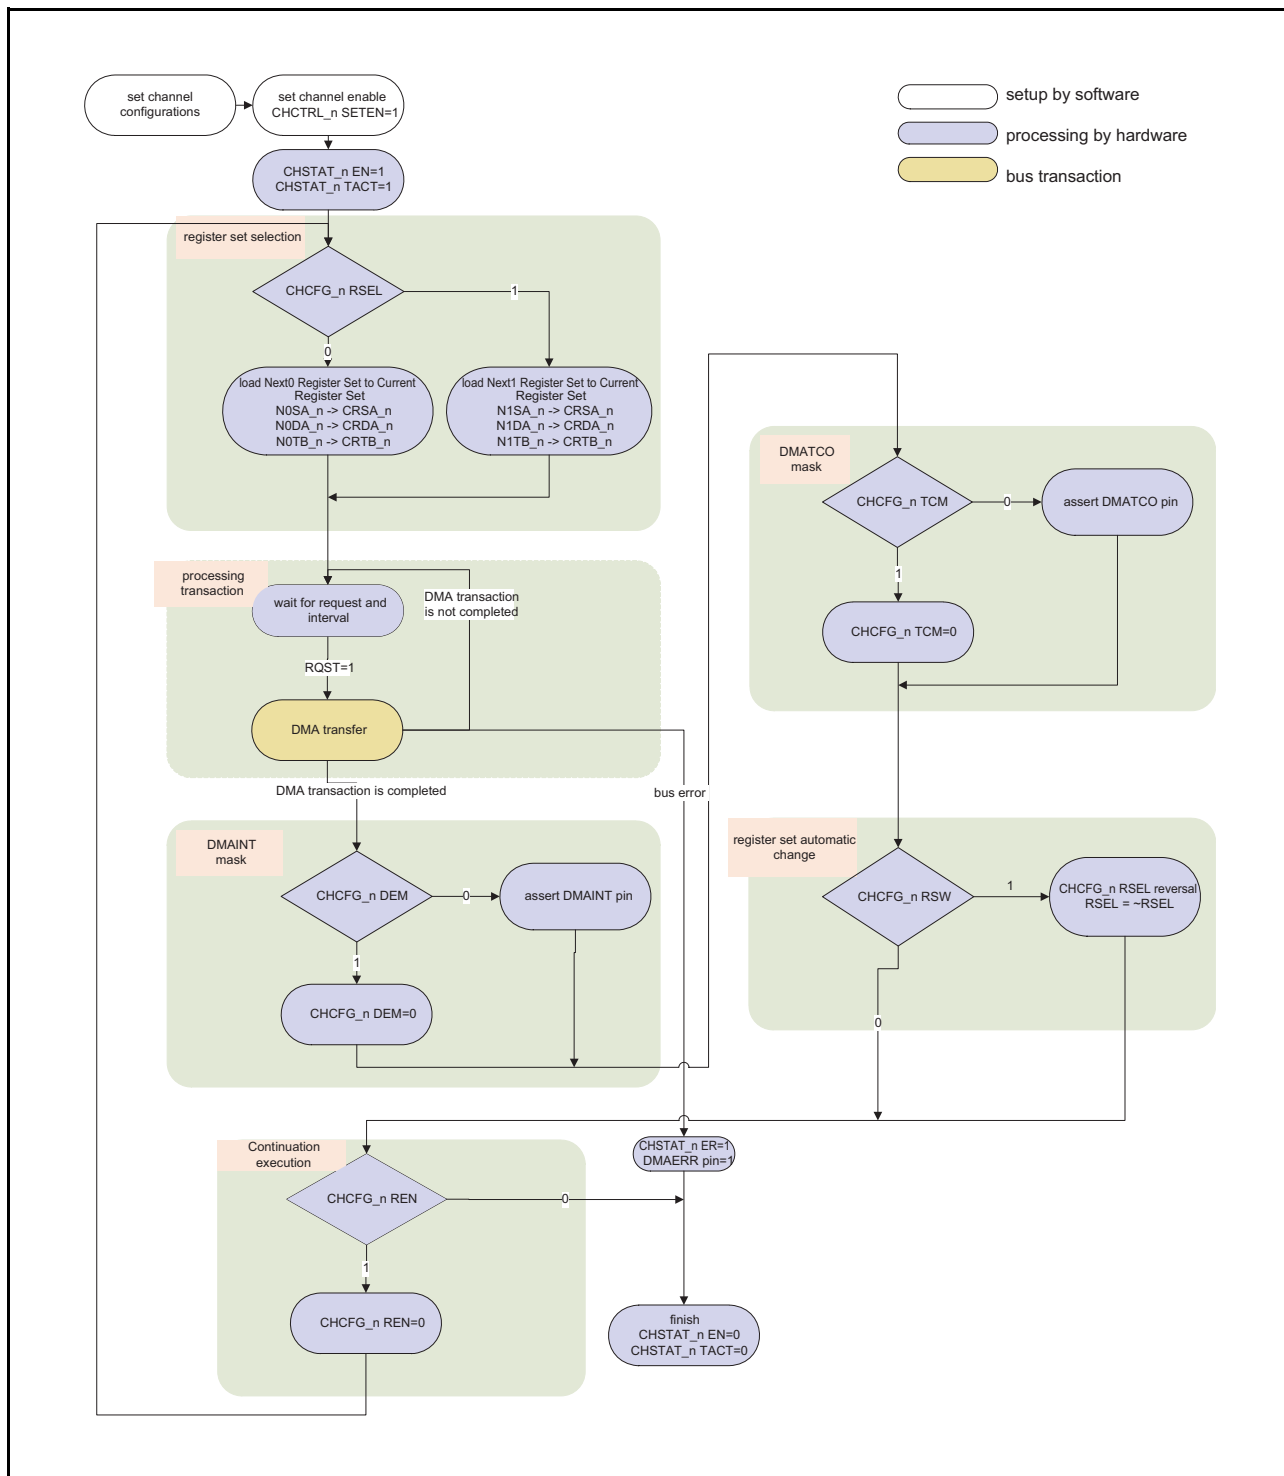 set channel
configurations
set channel enable
CHCTRL_n SETEN=1
setup by software
processing by hardware
bus transaction
CHSTAT_n EN=1
CHSTAT_n TACT=1
register set selection
CHCFG_n RSEL
1
0
load Next0 Register Set to Current
Register Set
N0SA_n -> CRSA_n
N0DA_n -> CRDA_n
N0TB_n -> CRTB_n
load Next1 Register Set to Current
Register Set
N1SA_n -> CRSA_n
N1DA_n -> CRDA_n
N1TB_n -> CRTB_n
processing
transaction
wait for request and
interval
DMA transaction
is not completed
RQST=1
DMA transfer
DMA transaction is completed
bus error
DMAINT
mask
CHCFG_n DEM
0
assert DMAINT pin
1
CHCFG_n DEM=0
DMATCO
mask
CHCFG_n TCM
0
assert DMATCO pin
1
CHCFG_n TCM=0
register set automatic
change
CHCFG_n RSW
1
CHCFG_n RSEL reversal
RSEL = ~RSEL
0
Continuation
execution
CHCFG_n REN
0
1
CHCFG_n REN=0
CHSTAT_n ER=1
DMAERR pin=1
finish
CHSTAT_n EN=0
CHSTAT_n TACT=0